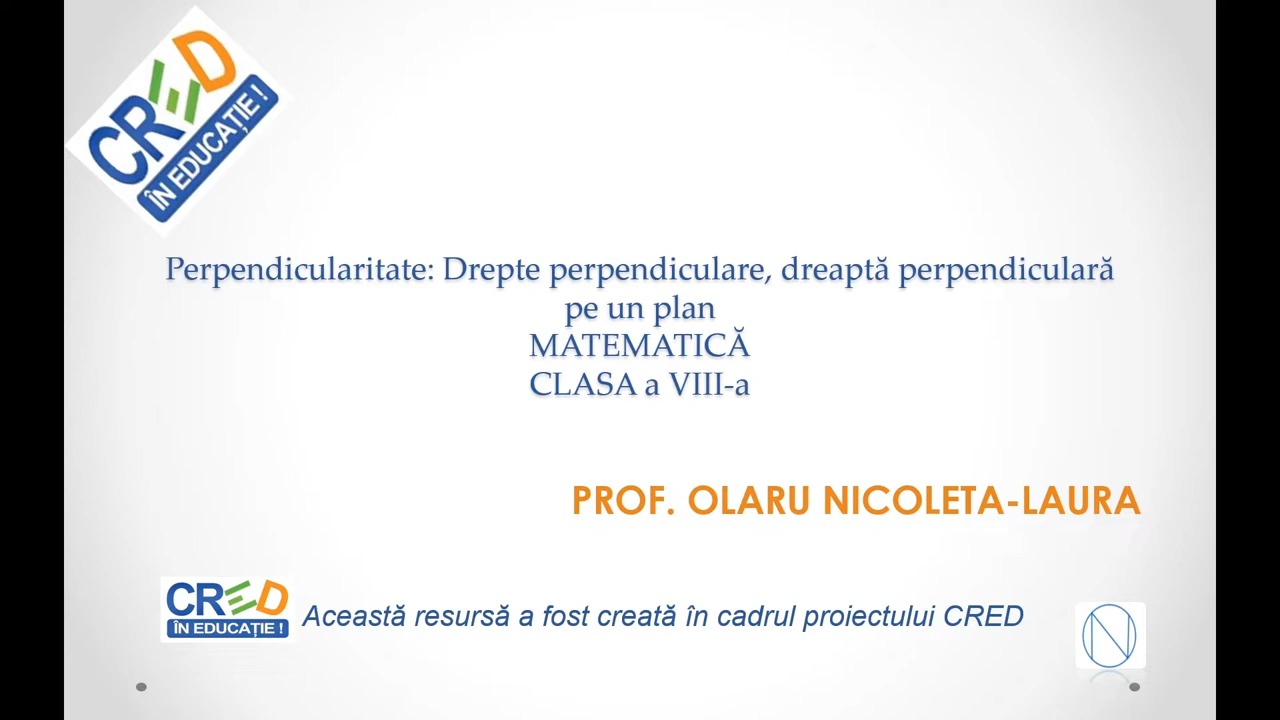 CRED
ÎN EDUCAȚIE !
Perpendicularitate: Drepte perpendiculare, dreaptă perpendiculară
pe un plan
MATEMATICĂ
CLASA a VIII-a
PROF. OLARU NICOLETA-LAURA
CRED
ÎN EDUCAȚIE !
Această resursă a fost creată în cadrul proiectului CRED
N